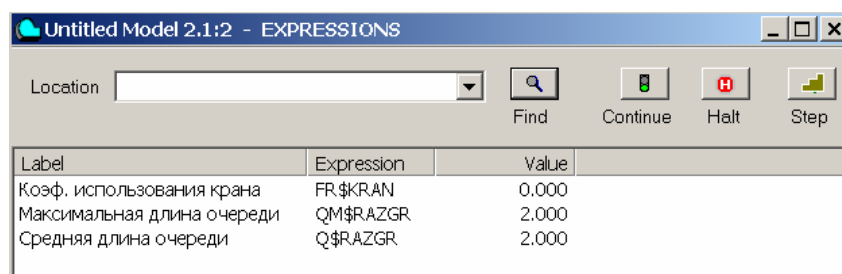 Untitled Model 2.1:2 - EXPRESSIONS
Location
Find Continue Halt Step
Label Expression Value
Коэф. использования крана FR$KRAN 0.000
Максимальная длина очереди QM$RAZGR 2.000
Средняя длина очереди Q$RAZGR 2.000